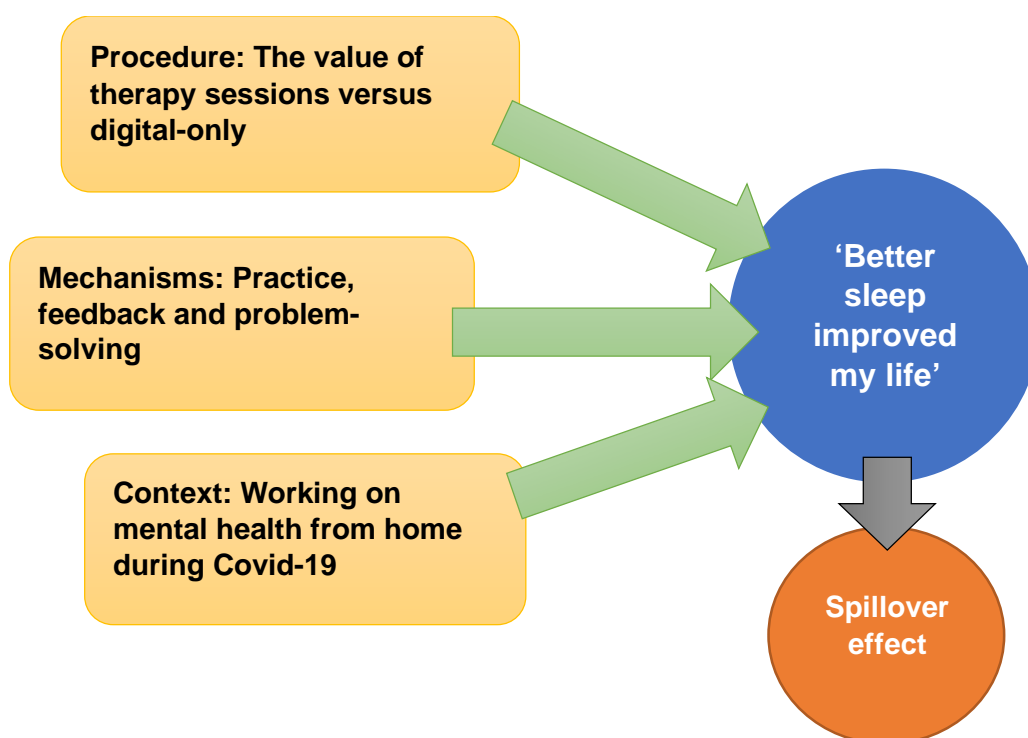 Procedure: The value of
therapy sessions versus
digital-only
Mechanisms: Practice,
feedback and problem-
solving
Context: Working on
mental health from home
during Covid-19
‘Better
sleep
improved
my life’
Spillover
effect